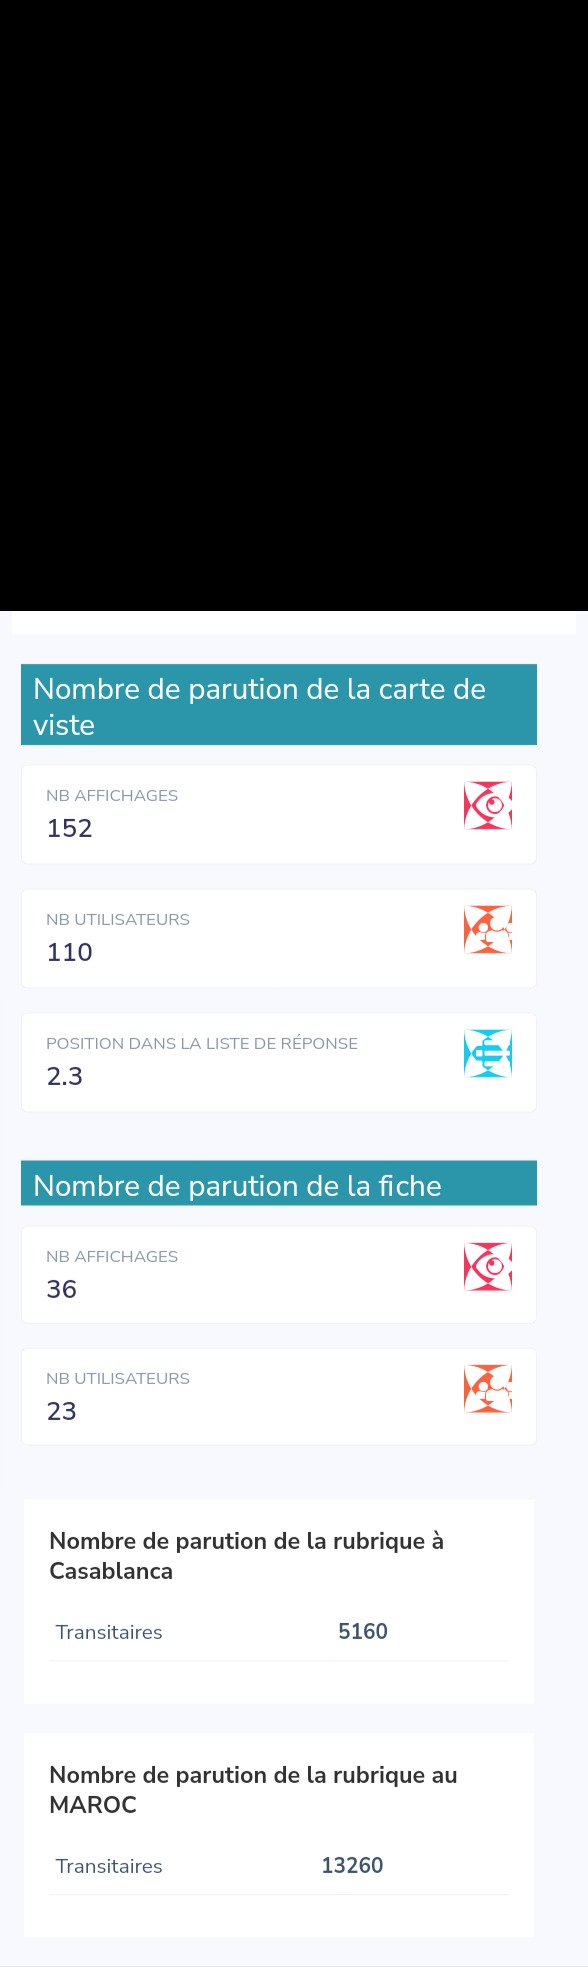 Nombre de parution de la carte de
viste
NB AFFICHAGES
152
NB UTILISATEURS
110
POSITION DANS LA LISTE DE RÉPONSE
2.3
Nombre de parution de la fiche
NB AFFICHAGES
36
NB UTILISATEURS
23
Nombre de parution de la rubrique à
Casablanca
Transitaires 5160
Nombre de parution de la rubrique au
MAROC
Transitaires 13260